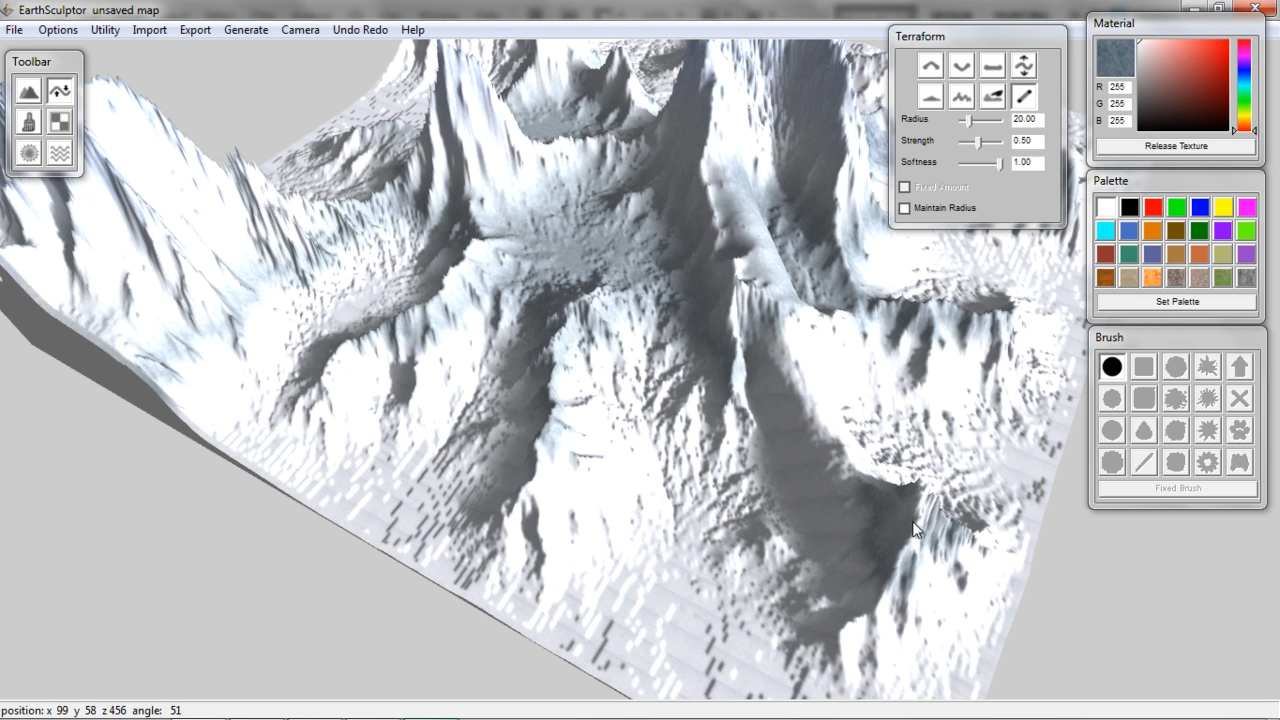 EarthSculptor unsaved map
File Options Utility Import Export Generate Camera Undo Redo Help
Toolbar
Terraform
Radius 20.00
Strength 0.50
Softness 1.00
Fixed Amount
Maintain Radius
Material
R 255
G 255
B 255
Release Texture
Palette
Set Palette
Brush
Fixed Brush
position: x 99 y 58 z 456 angle: 51